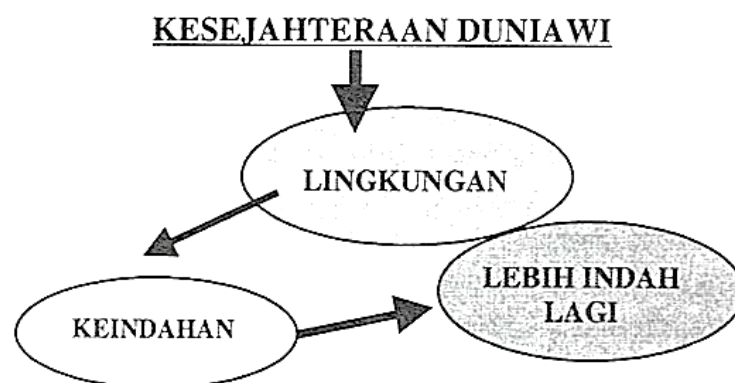 KESEJAHTERAAN DUNIAWI
LINGKUNGAN
LEBIH INDAH
LAGI
KEINDAHAN